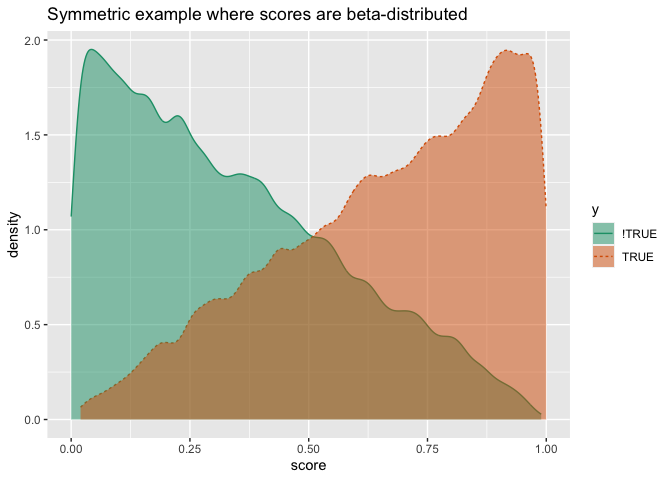 Symmetric example where scores are beta-distributed
2.0
1.5
1.0
0.5
0.0
density
0.00 0.25 0.50 0.75 1.00
score
y
!TRUE
TRUE